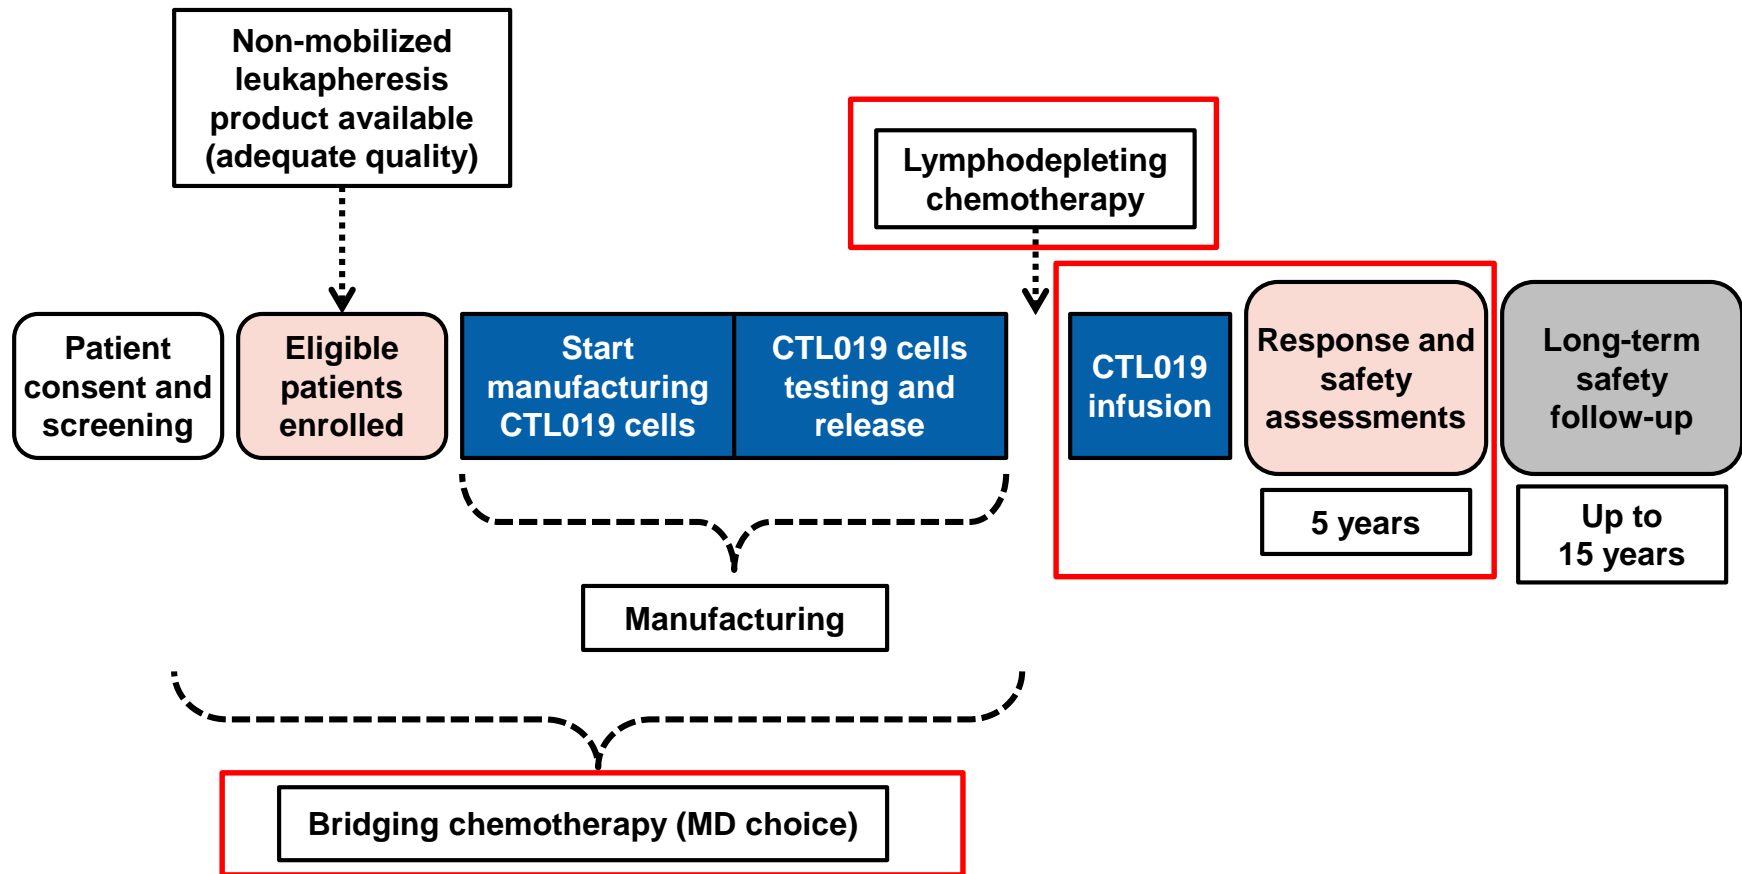 Non-mobilized
leukapheresis
product available
(adequate quality)
Lymphodepleting
chemotherapy
Patient
consent and
screening
Eligible
patients
enrolled
Start
manufacturing
CTL019 cells
CTL019 cells
testing and
release
CTL019
infusion
Response and
safety
assessments
Long-term
safety
follow-up
5 years
Up to
15 years
Manufacturing
Bridging chemotherapy (MD choice)